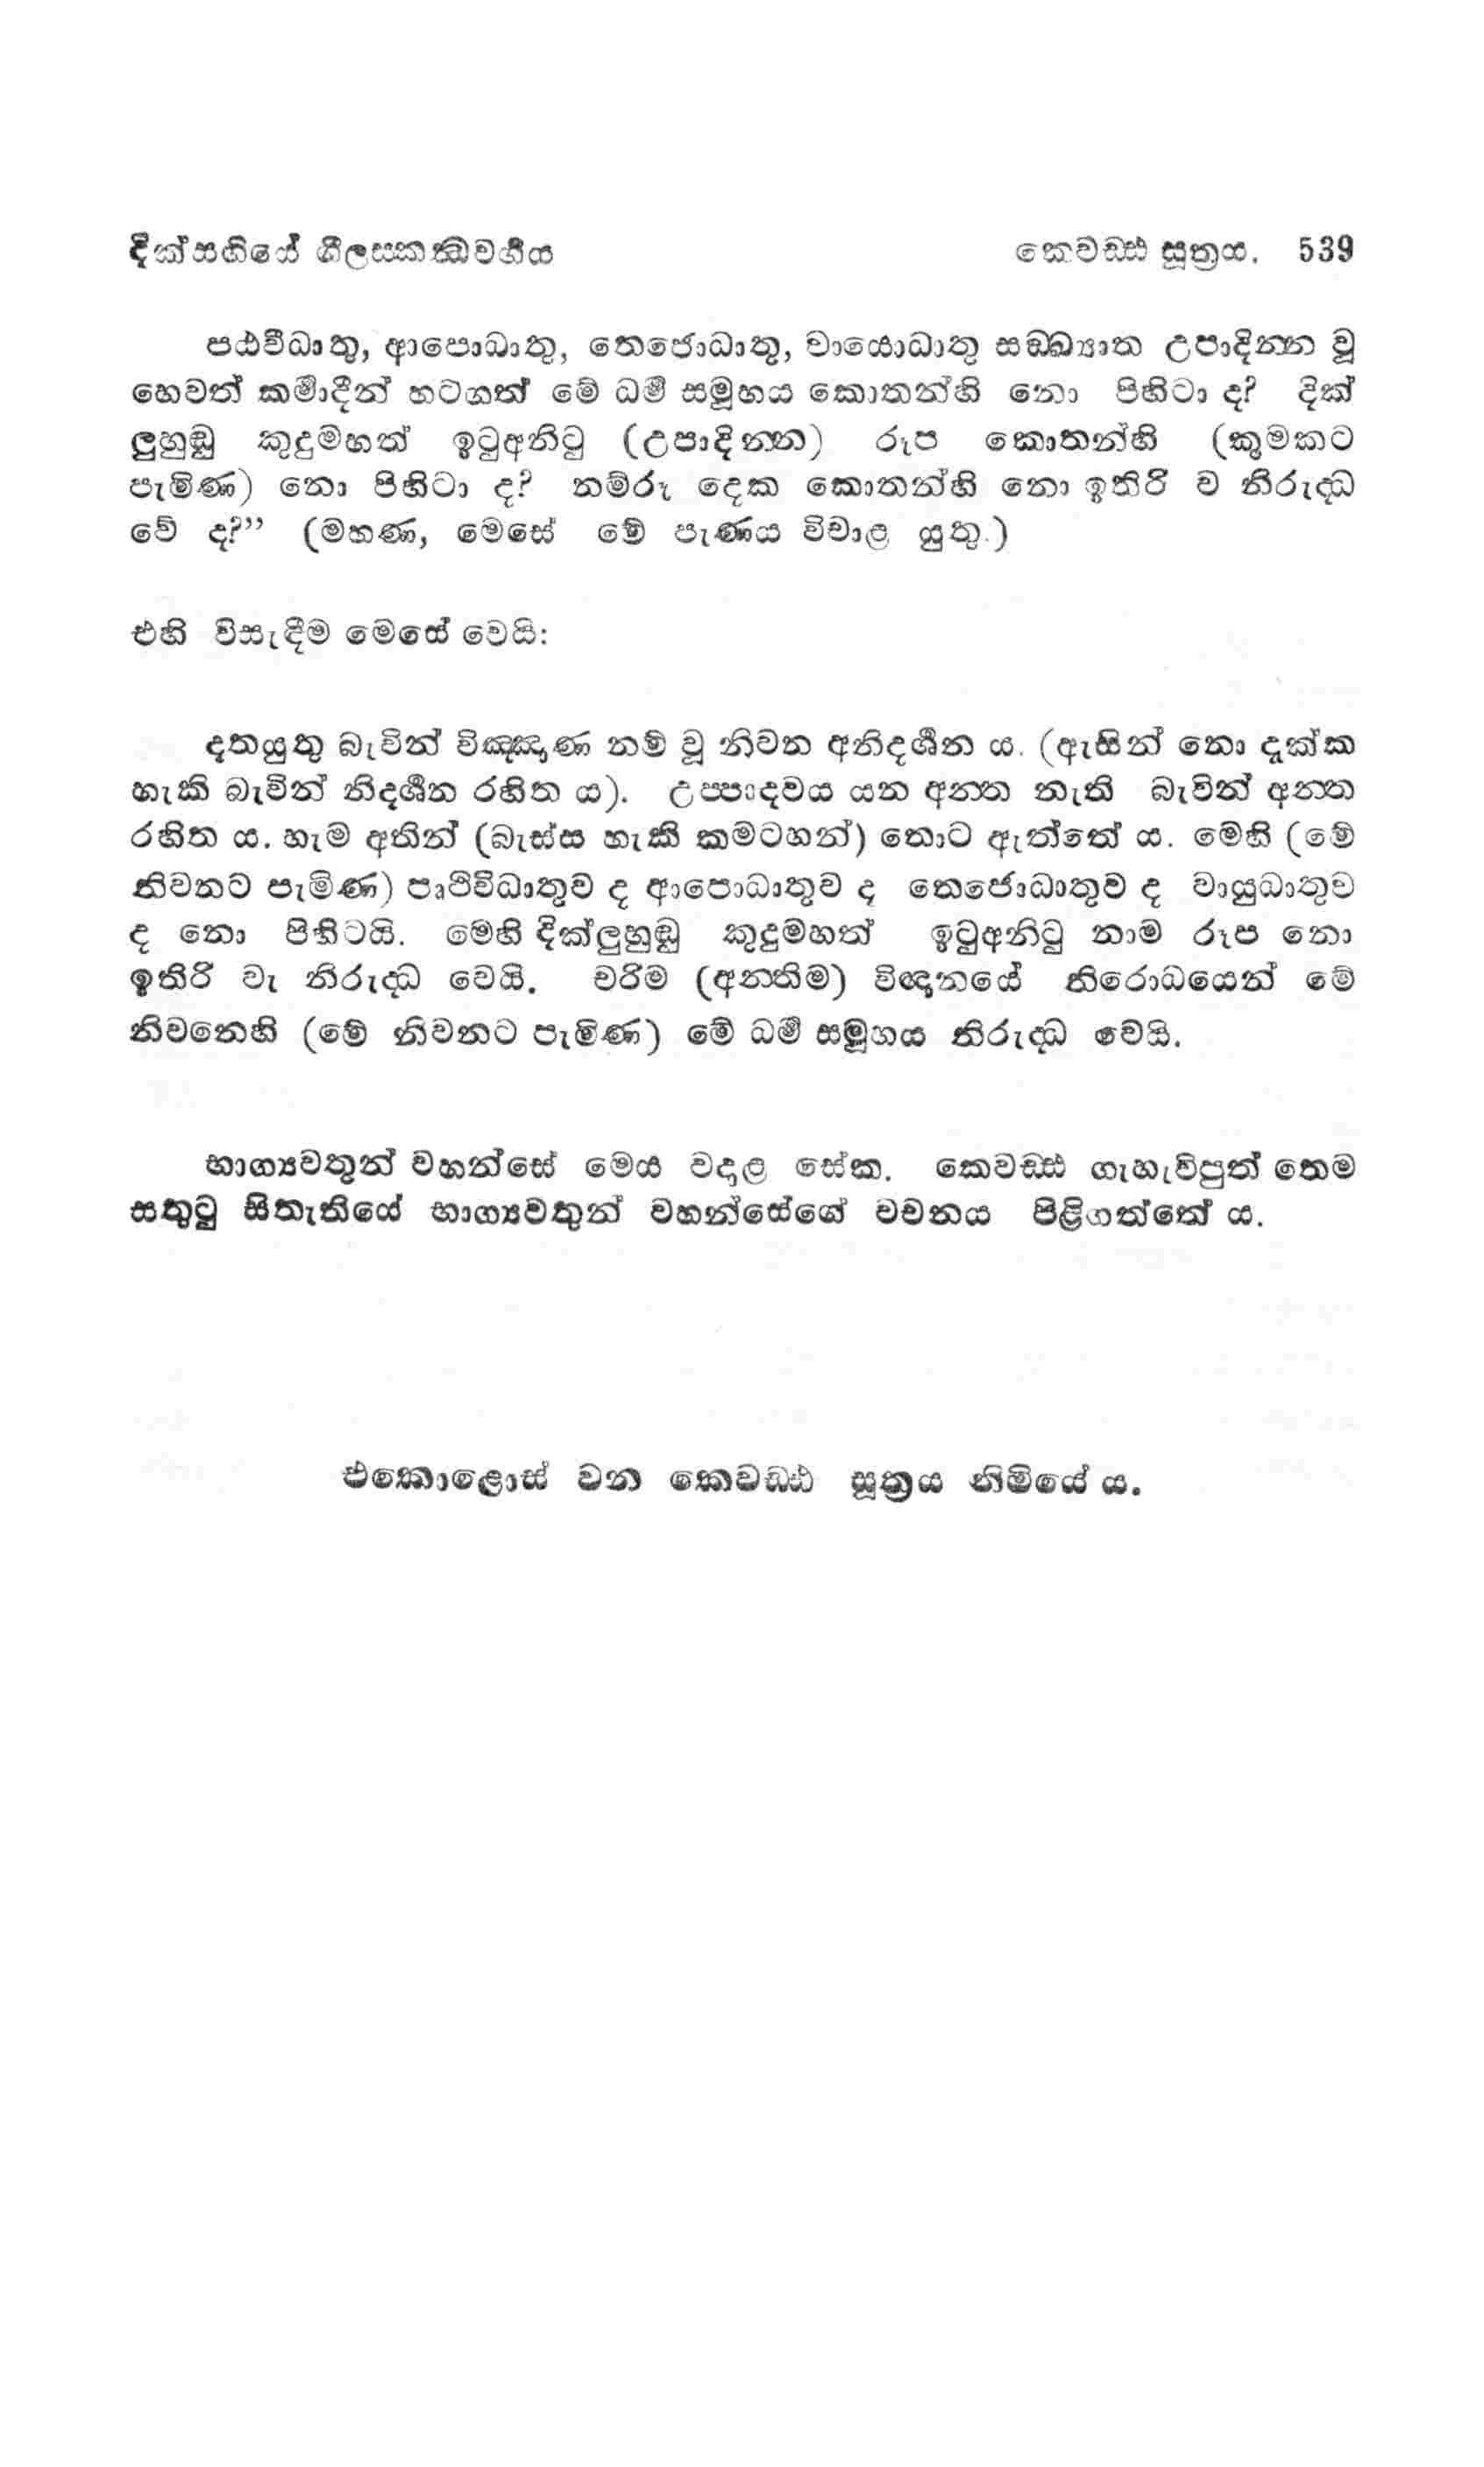 දික්සඟියේ ශීලස්කන්ධවර්ගය
කෙවඩ්ඪ සූත්‍රය. 539
පඨවීධාතු, ආපොධාතු, තෙජොධාතු, වායොධාතු සඞ්ඛ්‍යාත උපාදින්න වූ
හෙවත් කර්මාදීන් හටගත් මේ ධර්ම සමූහය කොතන්හි නො පිහිටා ද? දික්
ලුහුඬු කුදුමහත් ඉටුඅනිටු (උපාදින්න) රූප කොතන්හි (කුමකට
පැමිණ) නො පිහිටා ද? නම්රූ දෙක කොතන්හි නො ඉතිරි ව නිරුද්ධ
වේ ද?” (මහණ, මෙසේ මේ පැණය විචාළ යුතු.)
එහි විසැඳීම මෙසේ වෙයි:
දතයුතු බැවින් විඤ්ඤාණ නම් වූ නිවන අනිදර්ශන ය. (ඇසින් නො දැක්ක
හැකි බැවින් නිදර්ශන රහිත ය). උප්පාදවය යන අන්ත නැති බැවින් අන්ත
රහිත ය. හැම අතින් (බැස්ස හැකි කමටහන්) තොට ඇත්තේ ය. මෙහි (මේ
නිවනට පැමිණ) පෘථිවිධාතුව ද ආපොධාතුව ද තෙජොධාතුව ද වායුධාතුව
ද නො පිහිටයි. මෙහි දික්ලුහුඬු කුදුමහත් ඉටුඅනිටු නාම රූප නො
ඉතිරි වැ නිරුද්ධ වෙයි. චරිම (අන්තිම) විඥානයේ නිරොධයෙන් මේ
නිවනෙහි (මේ නිවනට පැමිණ) මේ ධර්ම සමූහය නිරුද්ධ වෙයි.
භාග්‍යවතුන් වහන්සේ මෙය වදාළ සේක. කෙවඩ්ඪ ගැහැවිපුත් තෙම
සතුටු සිතැතියේ භාග්‍යවතුන් වහන්සේගේ වචනය පිළිගත්තේ ය.
එකොළොස් වන කෙවඩ්ඪ සූත්‍රය නිමියේ ය.